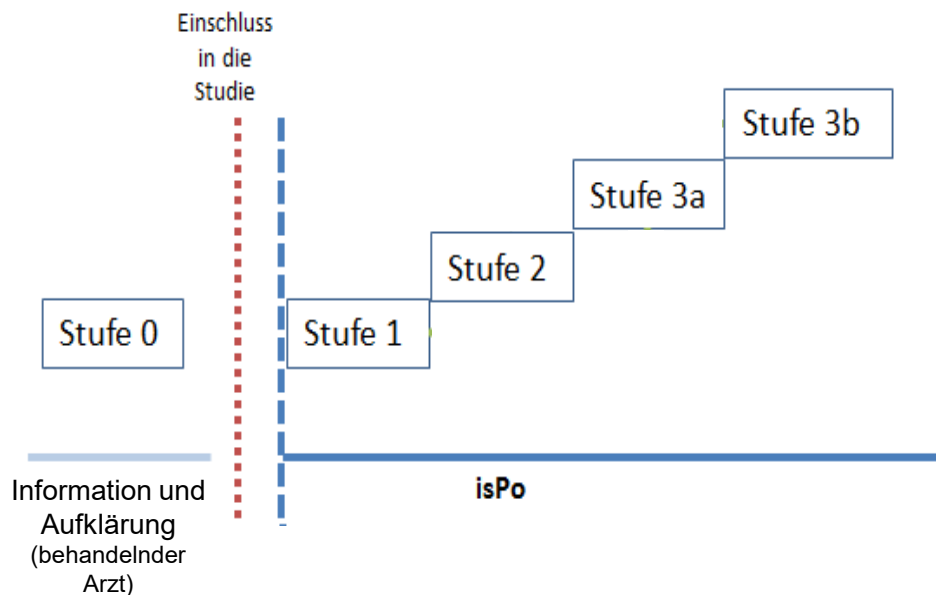 Einschluss
in die
Studie
Stufe 3b
Stufe 3a
Stufe 2
Stufe 0
Stufe 1
Information und
Aufklärung
(behandelnder
Arzt)
isPo